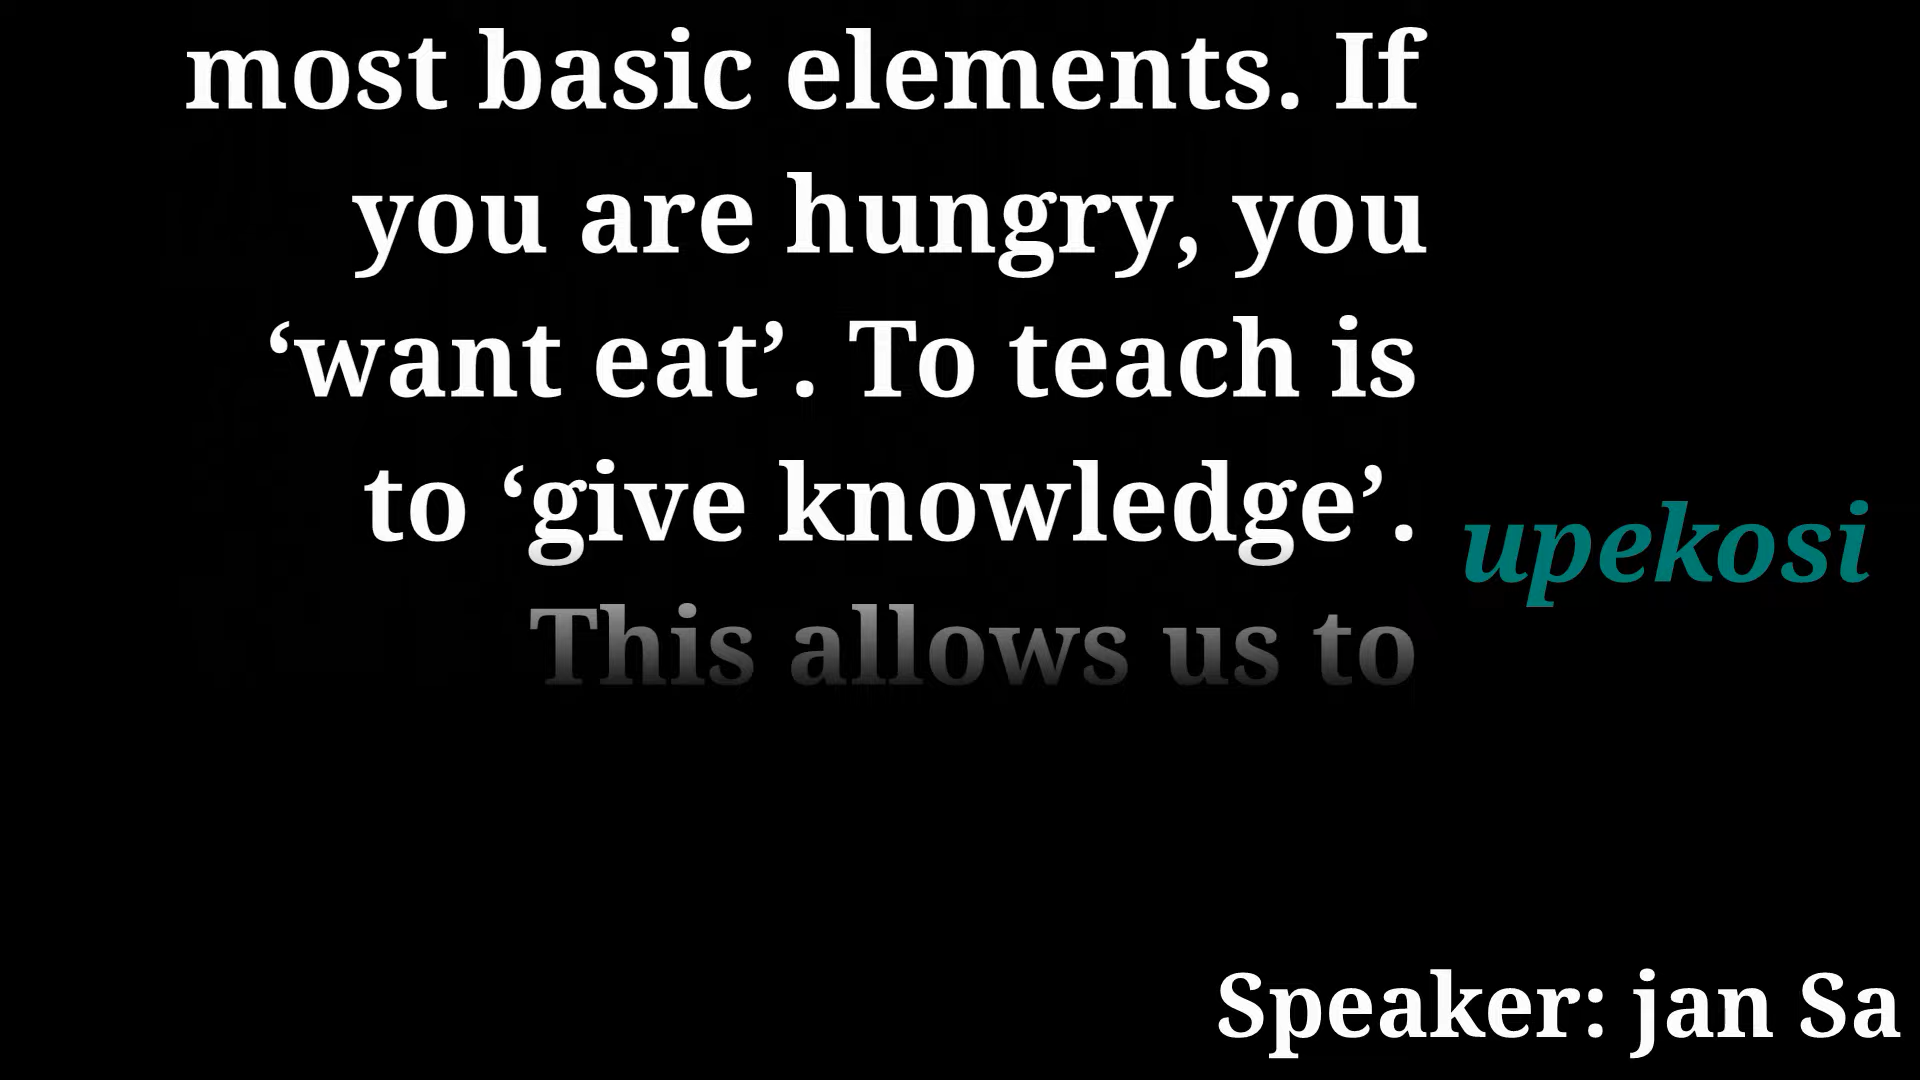 most basic elements. If
you are hungry, you
‘want eat’. To teach is
to ‘give knowledge’.
upekosi
This allows us to
Speaker: jan Sa